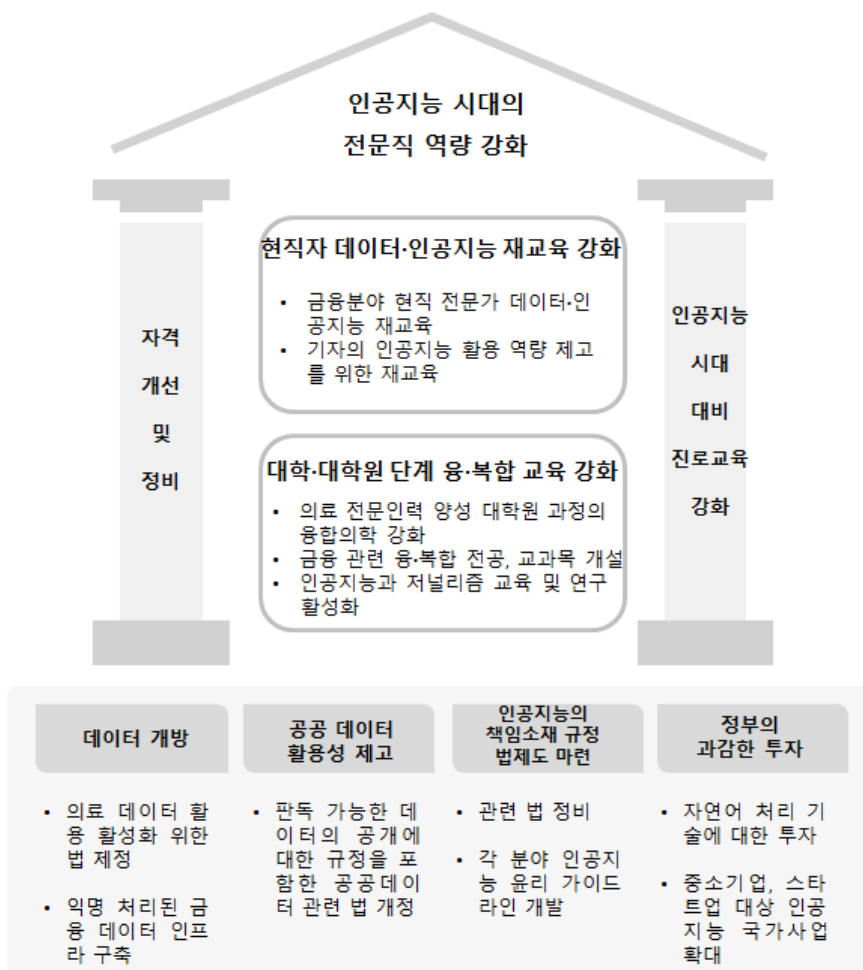 인공지능 시대의
전문직 역량 강화
자격
개선
및
정비
현직자 데이터·인공지능 재교육 강화
• 금융분야 현직 전문가 데이터·인
공지능 재교육
• 기자의 인공지능 활용 역량 제고
를 위한 재교육
대학·대학원 단계 융·복합 교육 강화
• 의료 전문인력 양성 대학원 과정의
융합의학 강화
• 금융 관련 융·복합 전공, 교과목 개설
• 인공지능과 저널리즘 교육 및 연구
활성화
인공지능
시대
대비
진로교육
강화
데이터 개방
• 의료 데이터 활
용 활성화 위한
법 제정
• 익명 처리된 금
융 데이터 인프
라 구축
공공 데이터
활용성 제고
• 판독 가능한 데
이터의 공개에
대한 규정을 포
함한 공공데이
터 관련 법 개정
인공지능의
책임소재 규정
법제도 마련
• 관련 법 정비
• 각 분야 인공지
능 윤리 가이드
라인 개발
정부의
과감한 투자
• 자연어 처리 기
술에 대한 투자
• 중소기업, 스타
트업 대상 인공
지능 국가사업
확대